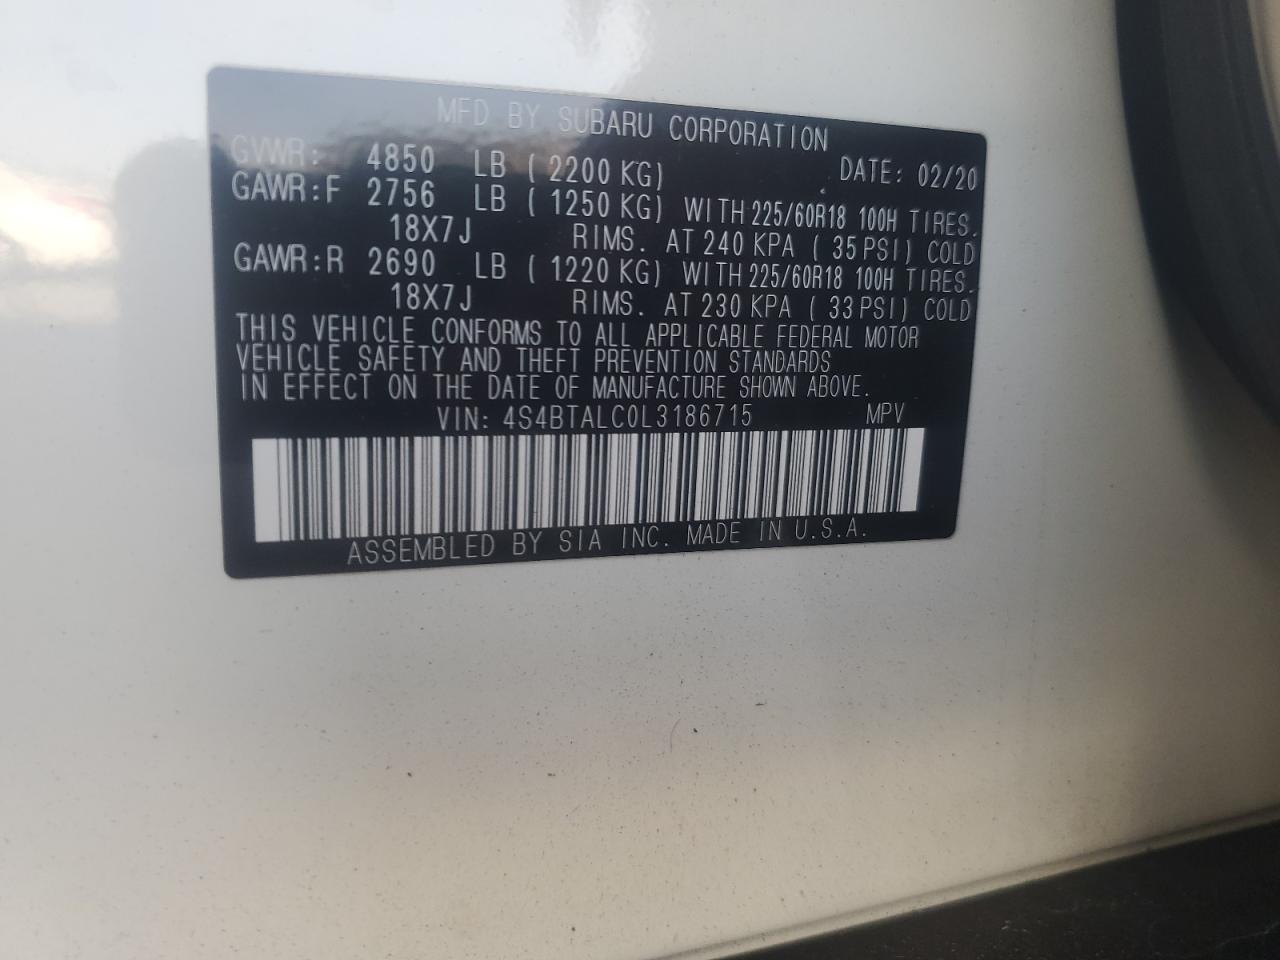 MFD BY SUBARU CORPORATION
GVWR: 4850 LB (2200 KG) DATE: 02/20
GAWR:F 2756 LB (1250 KG) WITH 225/60R18 100H TIRES.
18X7J RIMS. AT 240 KPA (35 PSI) COLD
GAWR:R 2690 LB (1220 KG) WITH 225/60R18 100H TIRES.
18X7J RIMS. AT 230 KPA (33 PSI) COLD
THIS VEHICLE CONFORMS TO ALL APPLICABLE FEDERAL MOTOR
VEHICLE SAFETY AND THEFT PREVENTION STANDARDS
IN EFFECT ON THE DATE OF MANUFACTURE SHOWN ABOVE.
VIN: 4S4BTALC0L3186715 MPV
ASSEMBLED BY SIA INC. MADE IN U.S.A.